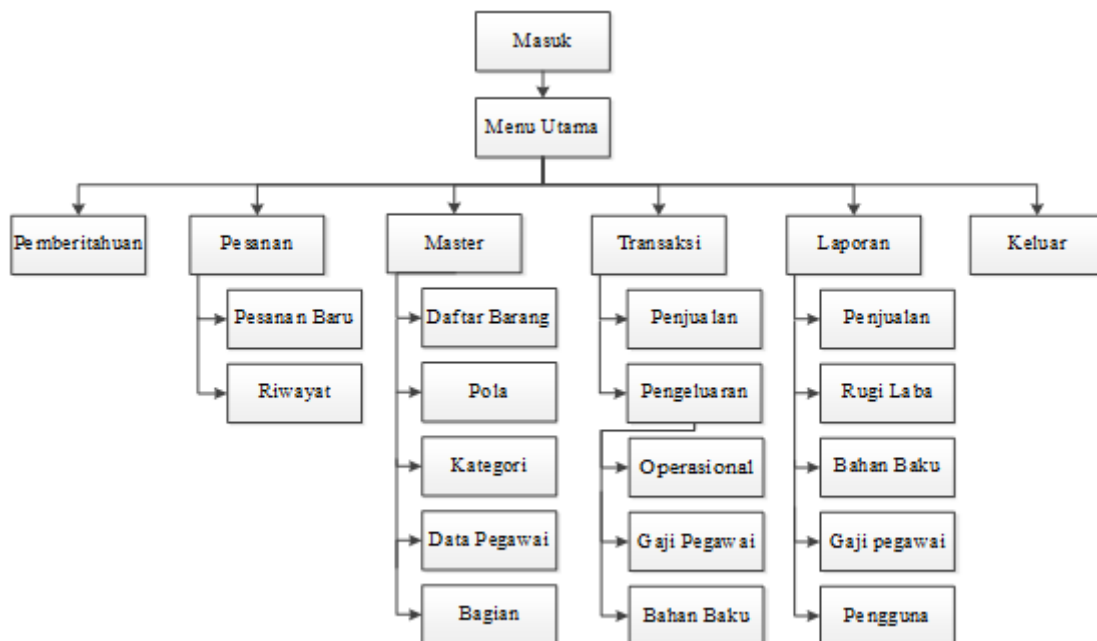 Masuk
Menu Utama
Pemberitahuan
Pesanan
Master
Transaksi
Laporan
Keluar
Pesanan Baru
Riwayat
Daftar Barang
Pola
Kategori
Data Pegawai
Bagian
Penjualan
Pengeluaran
Operasional
Gaji Pegawai
Bahan Baku
Penjualan
Rugi Laba
Bahan Baku
Gaji pegawai
Pengguna